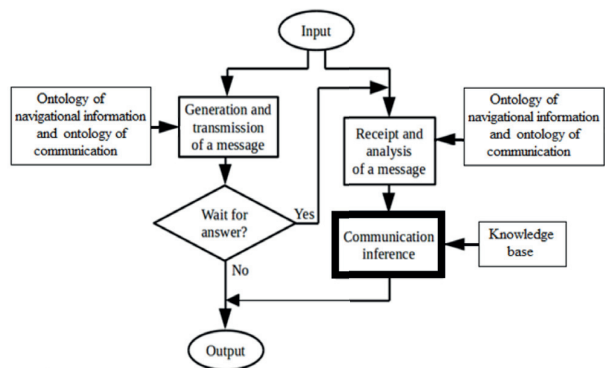 Input
Ontology of
navigational information
and ontology of
communication
Generation and
transmission
of a message
Receipt and
analysis
of a message
Ontology of
navigational information
and ontology of
communication
Wait for
answer?
Yes
No
Communication
inference
Knowledge
base
Output